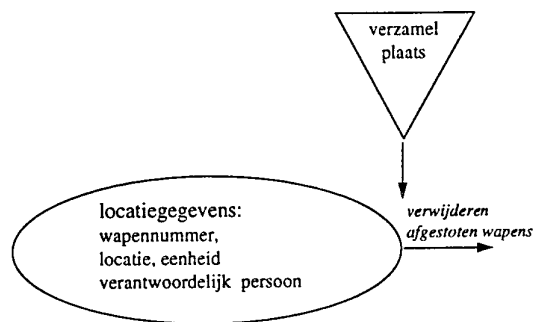 verzamel
plaats
locatiegegevens:
wapennummer,
locatie, eenheid
verantwoordelijk persoon
verwijderen
afgestoten wapens